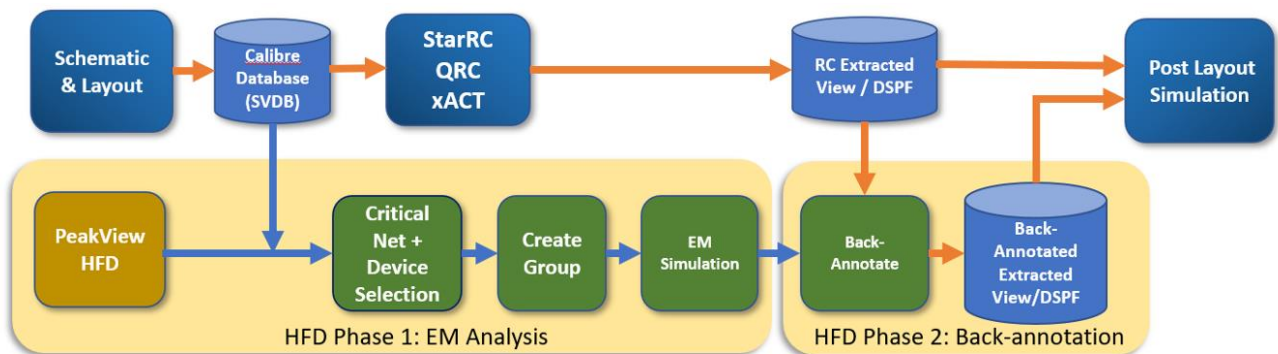 Schematic
& Layout
Calibre
Database
(SVDB)
StarRC
QRC
xACT
RC Extracted
View / DSPF
Post Layout
Simulation
PeakView
HFD
Critical
Net +
Device
Selection
Create
Group
EM
Simulation
Back-
Annotate
Back-
Annotated
Extracted
View/DSPF
HFD Phase 1: EM Analysis
HFD Phase 2: Back-annotation